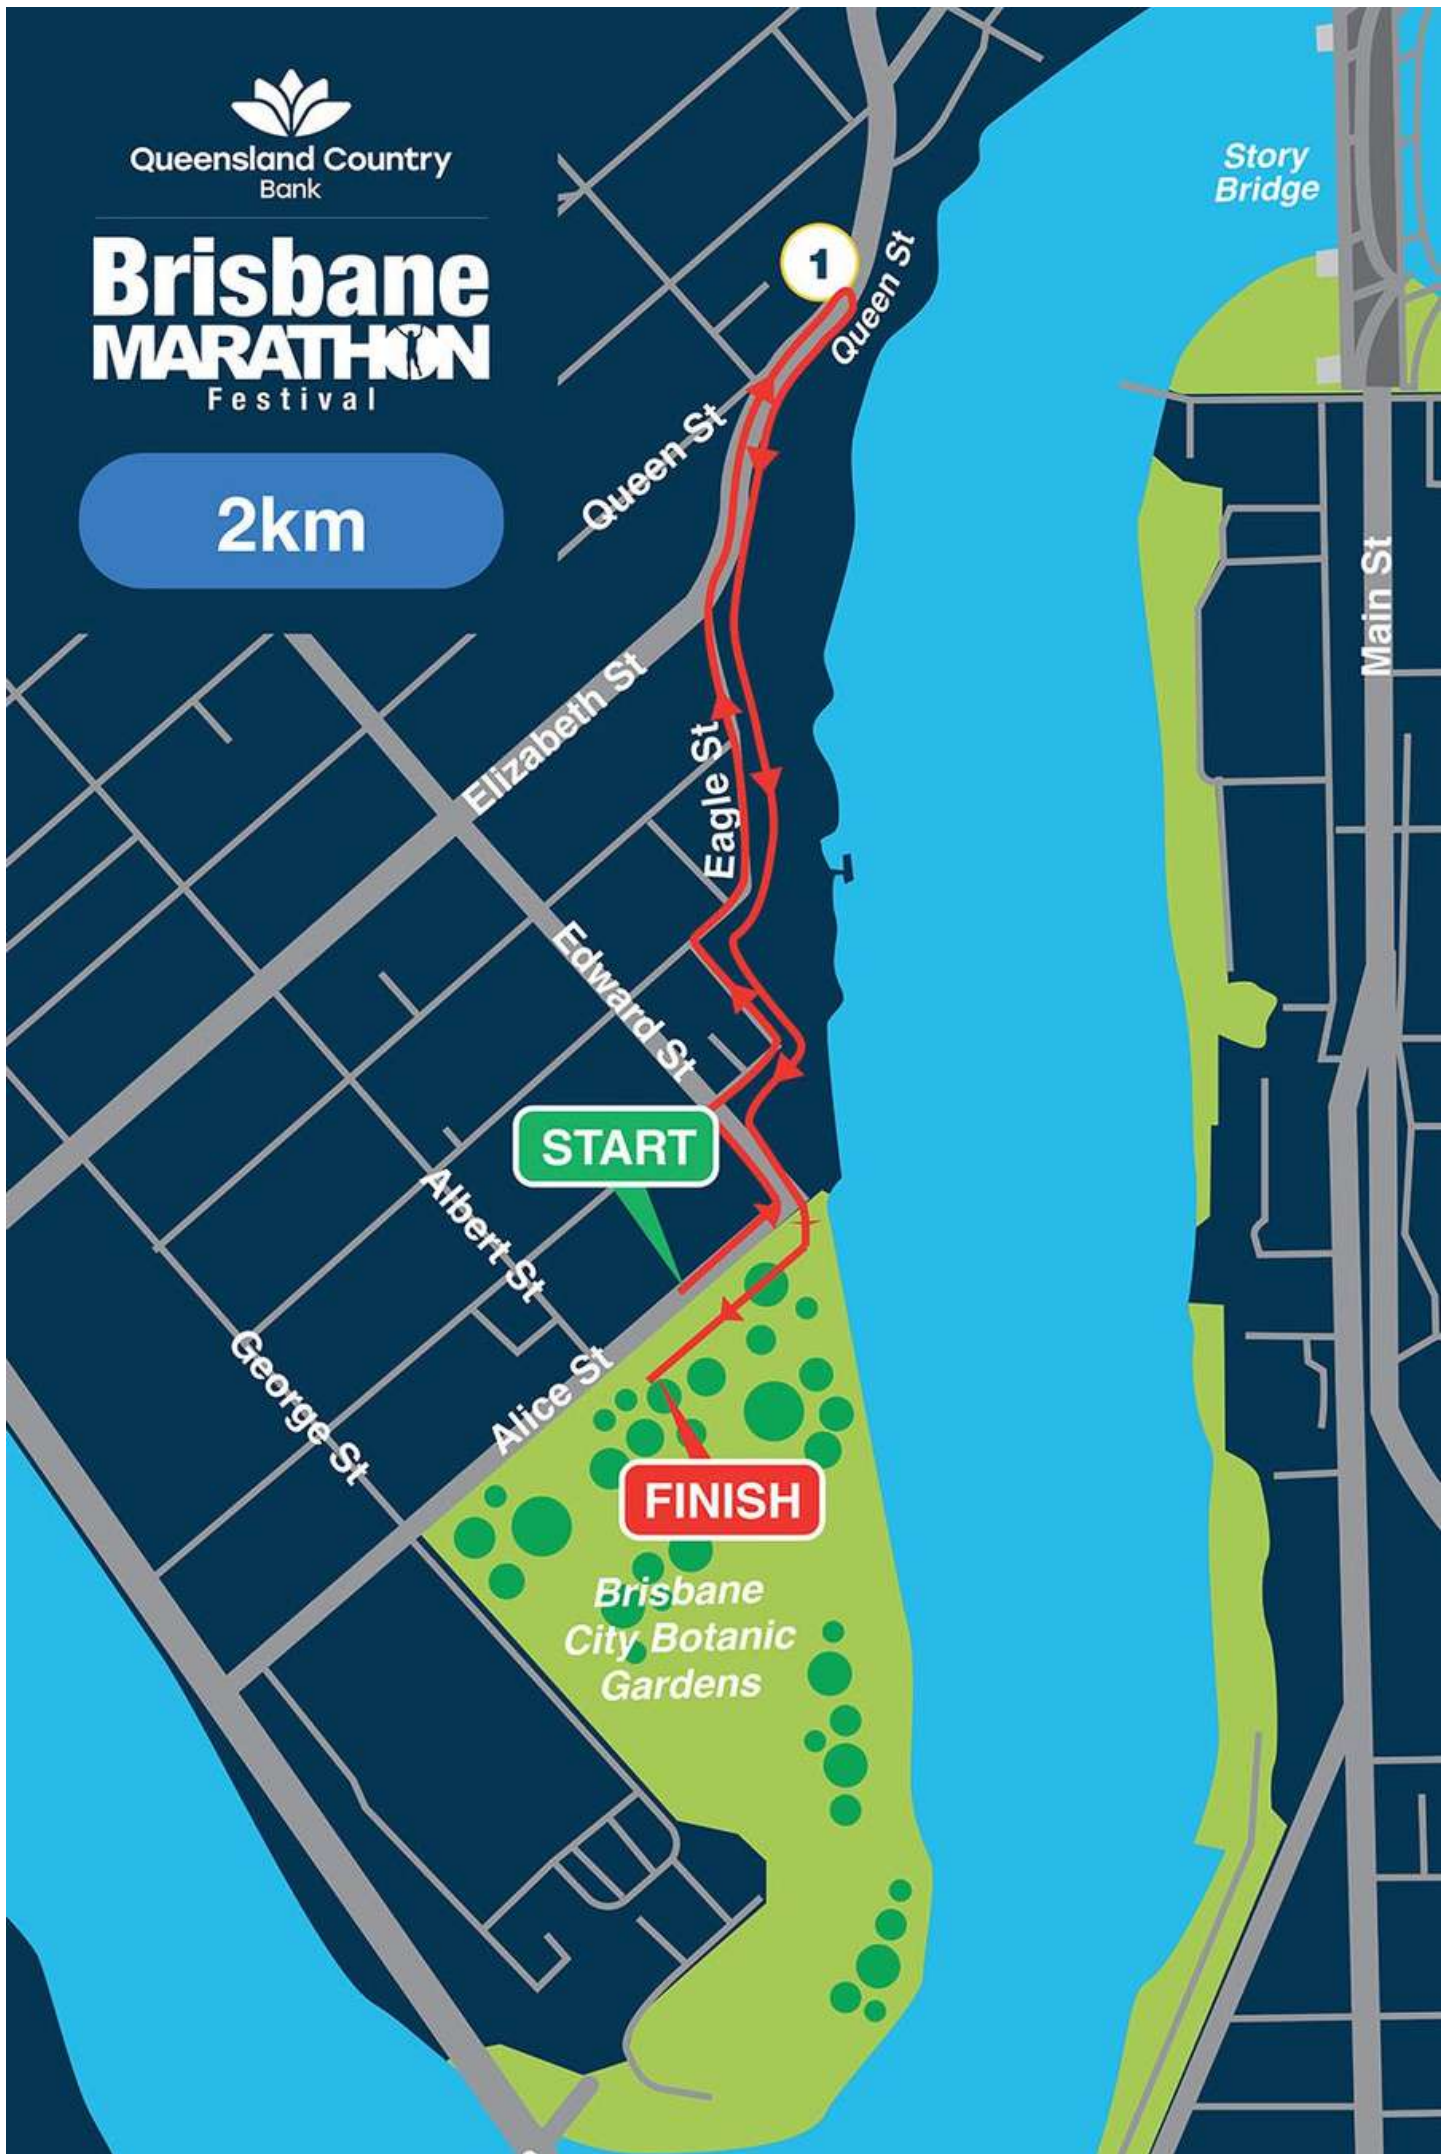 Queensland Country
Bank
Brisbane
MARATHON
Festival
2km
Story
Bridge
1
Queen St
Queen St
Main St
Elizabeth St
Eagle St
Edward St
START
Albert St
George St
Alice St
FINISH
Brisbane
City Botanic
Gardens